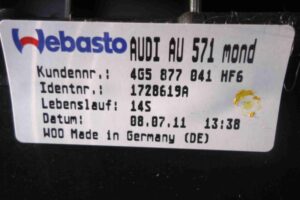 Webasto AUDI AU 571 mond
Kundennr.: 4G5 877 041 HF6
Identnr.: 1728619A
Lebenslauf: 14S
Datum: 08.07.11 13:38
WOO Made in Germany (DE)